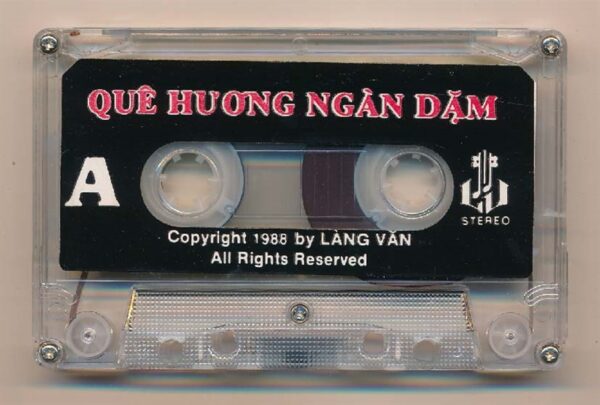 QUÊ HƯƠNG NGÀN DẶM
A
STEREO
Copyright 1988 by LÀNG VĂN
All Rights Reserved